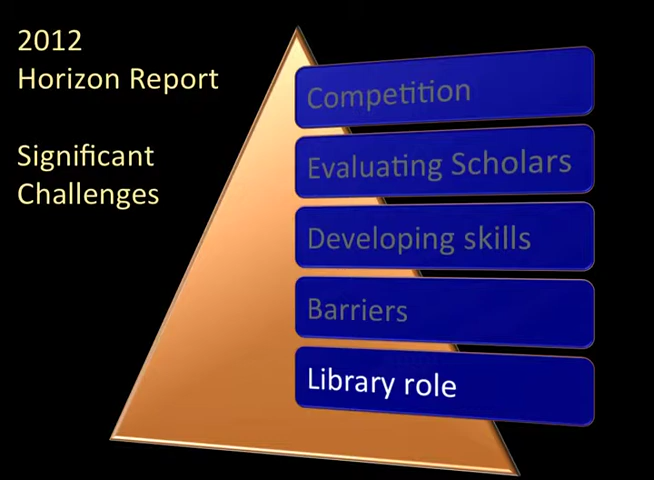 2012
Horizon Report
Significant
Challenges
Competition
Evaluating Scholars
Developing skills
Barriers
Library role